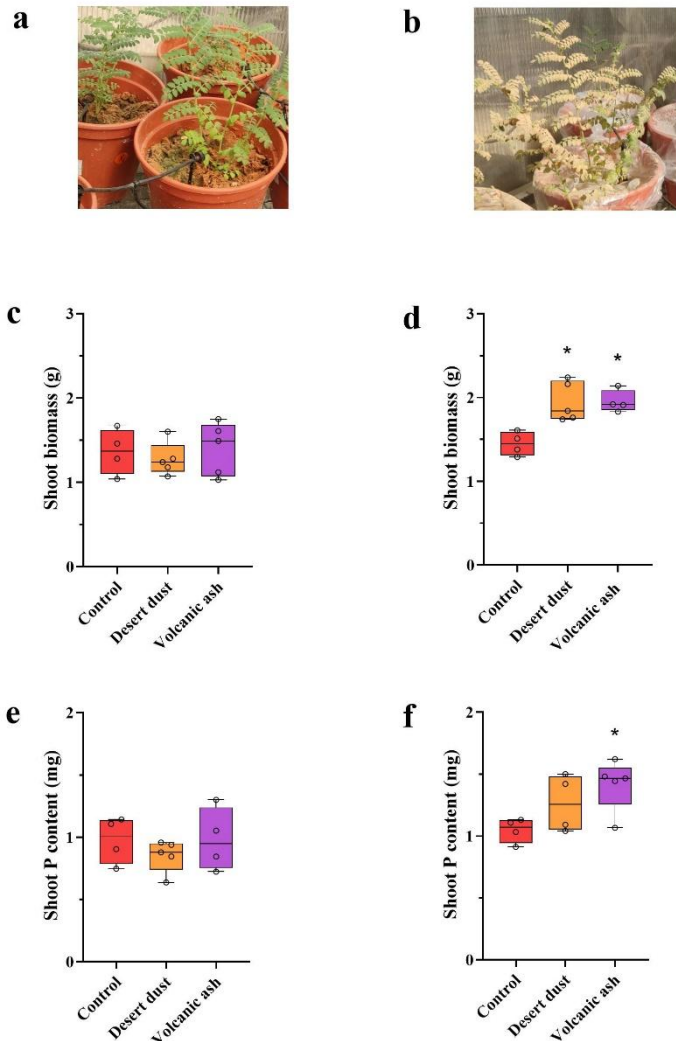 a
b
c
d
3
2
1
0
Shoot biomass (g)
Control
Desert dust
Volcanic ash
3
2
1
0
Shoot biomass (g)
*
*
Control
Desert dust
Volcanic ash
e
f
2
1
0
Shoot P content (mg)
Control
Desert dust
Volcanic ash
2
1
0
Shoot P content (mg)
*
Control
Desert dust
Volcanic ash